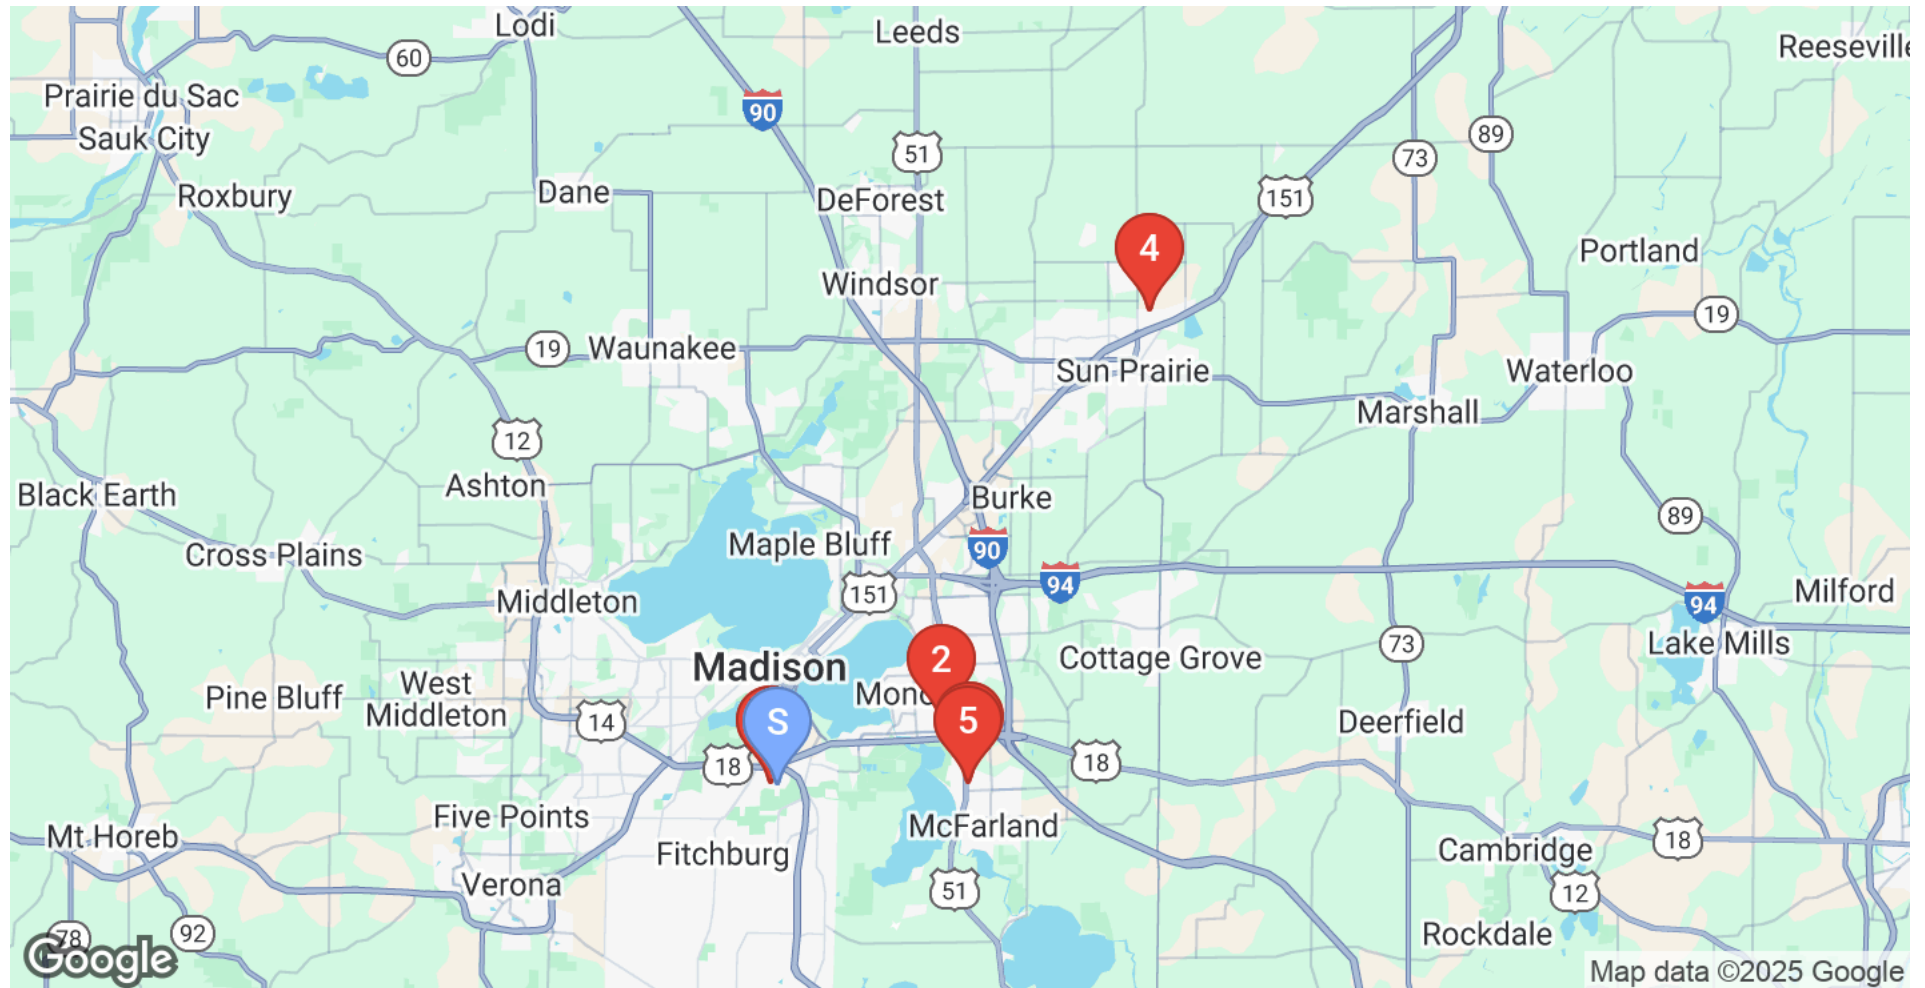 Lodi
Leeds
60
Reeseville
Prairie du Sac
90
Sauk City
51
73
89
Roxbury
Dane
DeForest
151
4
Portland
Windsor
19
Waunakee
19
Sun Prairie
Waterloo
Marshall
12
Ashton
Black Earth
Burke
89
Cross Plains
Maple Bluff
90
94
151
Middleton
94
Milford
Lake Mills
73
Cottage Grove
Madison
2
Pine Bluff
West
Middleton
14
S
5
Deerfield
18
18
Five Points
McFarland
Mt Horeb
18
Cambridge
Fitchburg
Verona
51
12
78
92
Rockdale
Google
Map data ©2025 Google